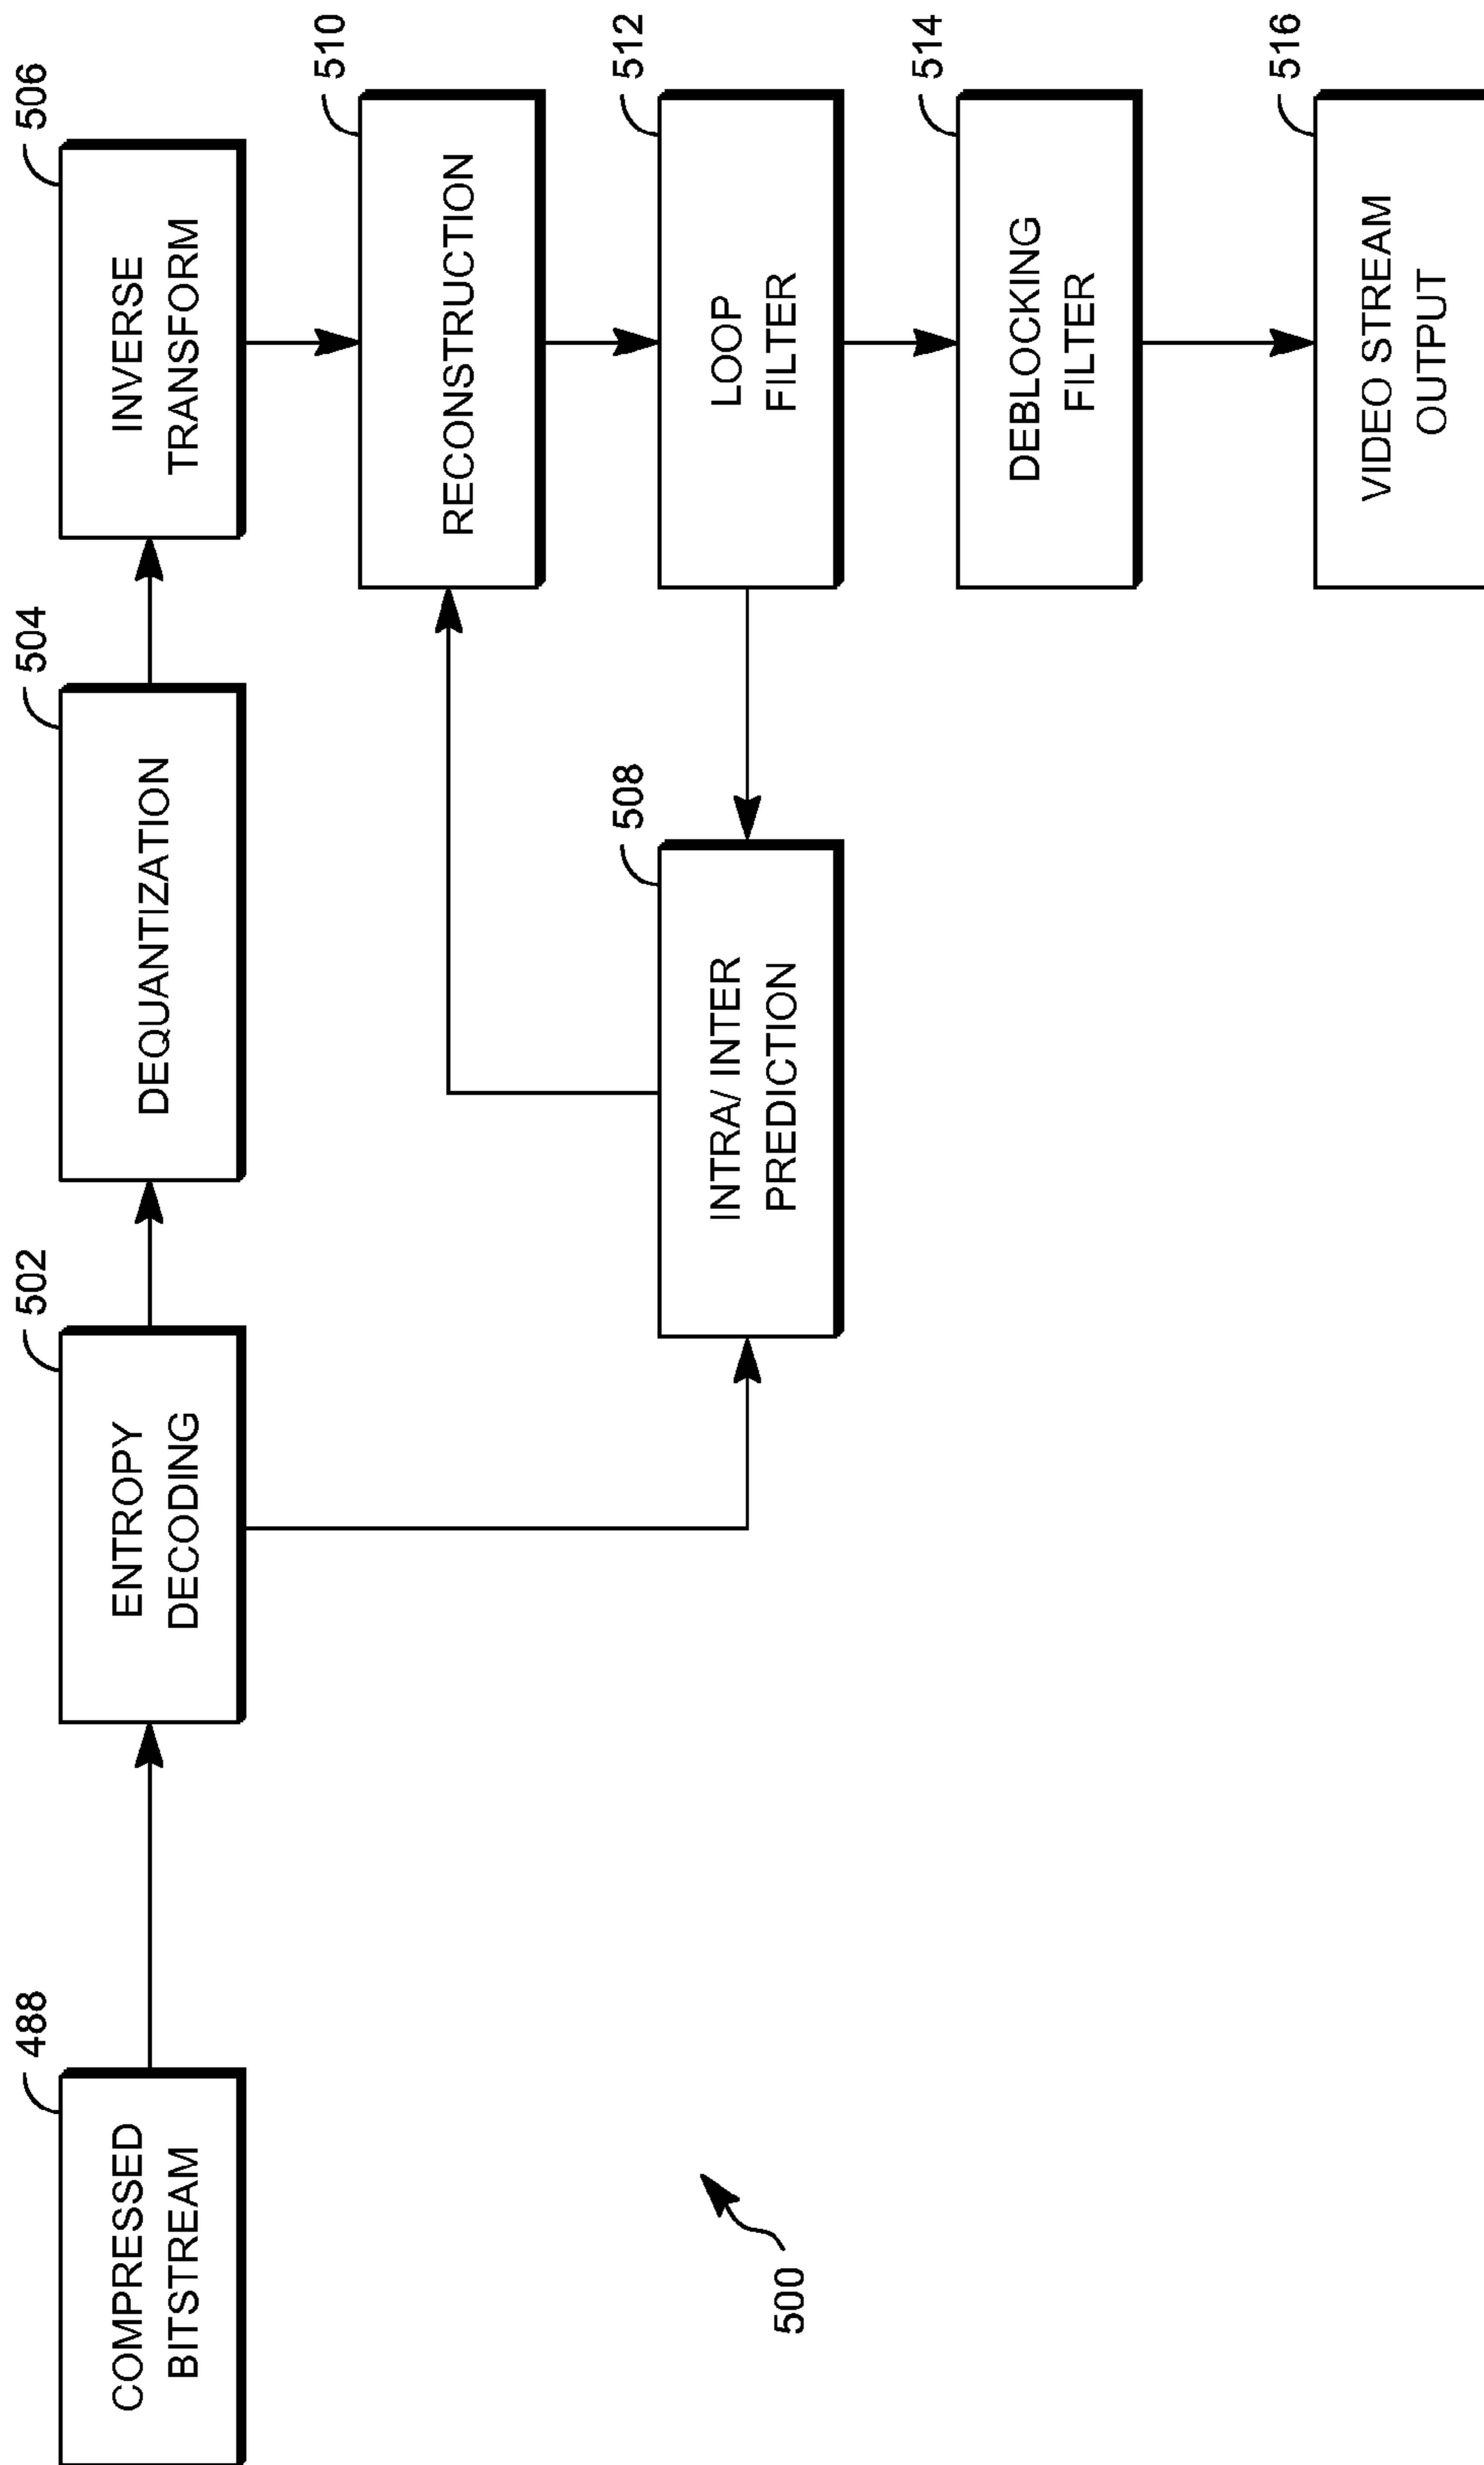 488
COMPRESSED
BITSTREAM
502
ENTROPY
DECODING
504
DEQUANTIZATION
506
INVERSE
TRANSFORM
510
RECONSTRUCTION
508
INTRA/ INTER
PREDICTION
512
LOOP
FILTER
514
DEBLOCKING
FILTER
516
VIDEO STREAM
OUTPUT
500